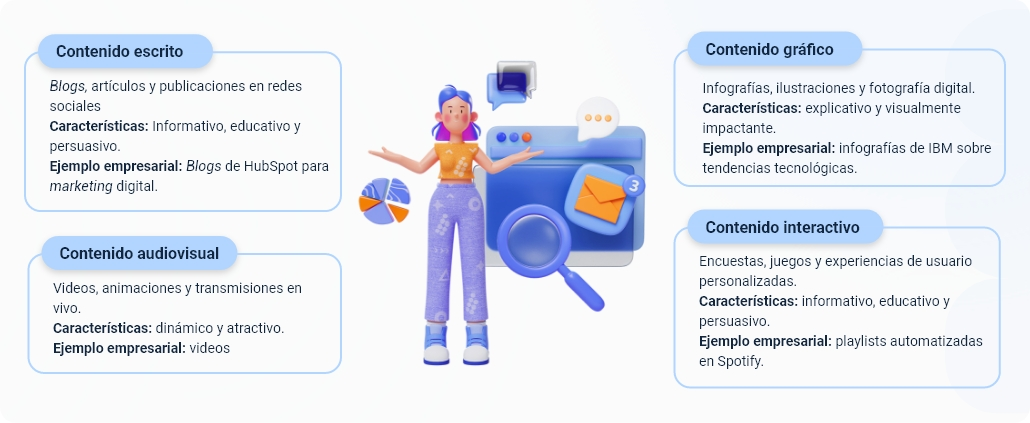 Contenido escrito
Blogs, artículos y publicaciones en redes
sociales
Características: Informativo, educativo y
persuasivo.
Ejemplo empresarial: Blogs de HubSpot para
marketing digital.
Contenido audiovisual
Videos, animaciones y transmisiones en
vivo.
Características: dinámico y atractivo.
Ejemplo empresarial: videos
3
Contenido gráfico
Infografías, ilustraciones y fotografía digital.
Características: explicativo y visualmente
impactante.
Ejemplo empresarial: infografías de IBM sobre
tendencias tecnológicas.
Contenido interactivo
Encuestas, juegos y experiencias de usuario
personalizadas.
Características: informativo, educativo y
persuasivo.
Ejemplo empresarial: playlists automatizadas
en Spotify.